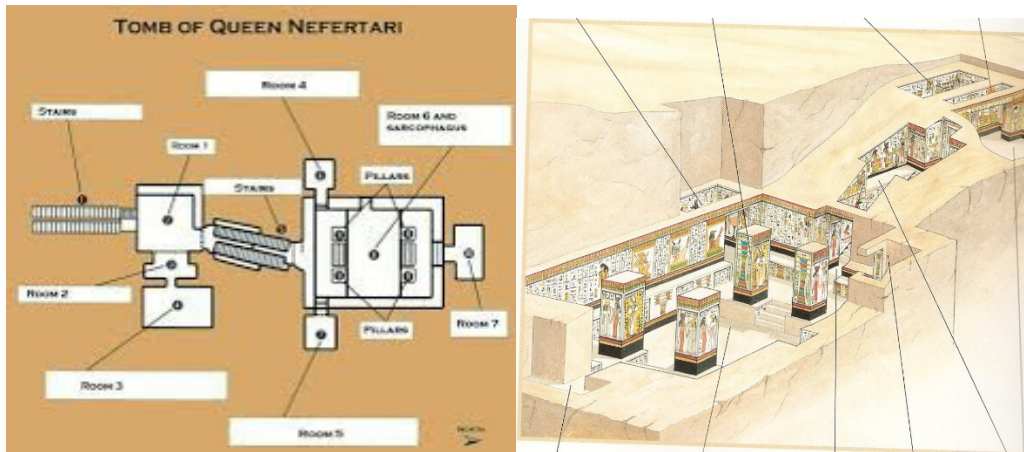 TOMB OF QUEEN NEFERTARI
ROOM 4
STAIRS
ROOM 6 AND
SARCOPHAGUS
ROOM 1
PILLARS
STAIRS
ROOM 2
PILLARS
ROOM 7
ROOM 3
ROOM 5
NORTH